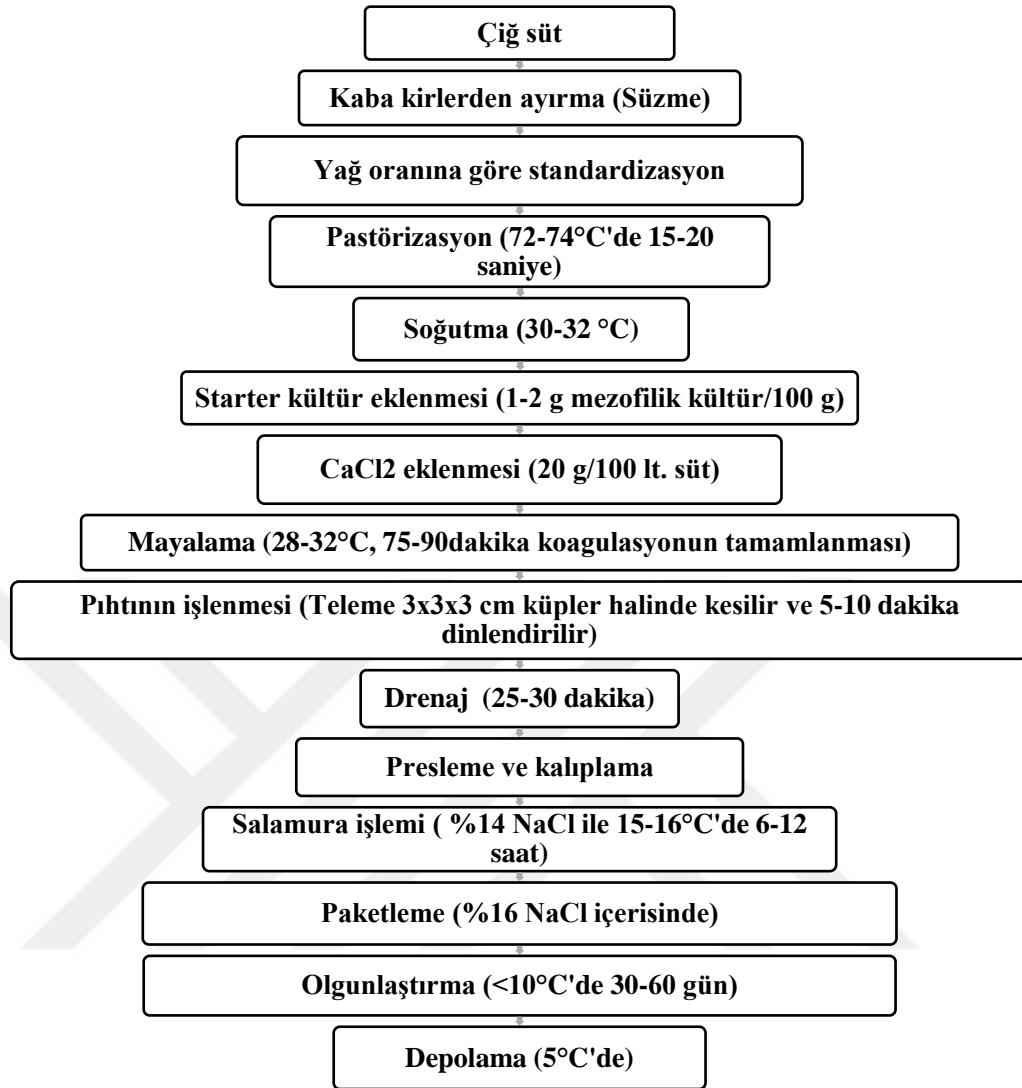 Çiğ süt
Kaba kirlerden ayırma (Süzme)
Yağ oranına göre standardizasyon
Pastörizasyon (72-74°C'de 15-20
saniye)
Soğutma (30-32 °C)
Starter kültür eklenmesi (1-2 g mezofilik kültür/100 g)
CaCl2 eklenmesi (20 g/100 lt. süt)
Mayalama (28-32°C, 75-90dakika koagulasyonun tamamlanması)
Pıhtının işlenmesi (Teleme 3x3x3 cm küpler halinde kesilir ve 5-10 dakika
dinlendirilir)
Drenaj (25-30 dakika)
Presleme ve kalıplama
Salamura işlemi ( %14 NaCl ile 15-16°C'de 6-12
saat)
Paketleme (%16 NaCl içerisinde)
Olgunlaştırma (<10°C'de 30-60 gün)
Depolama (5°C'de)